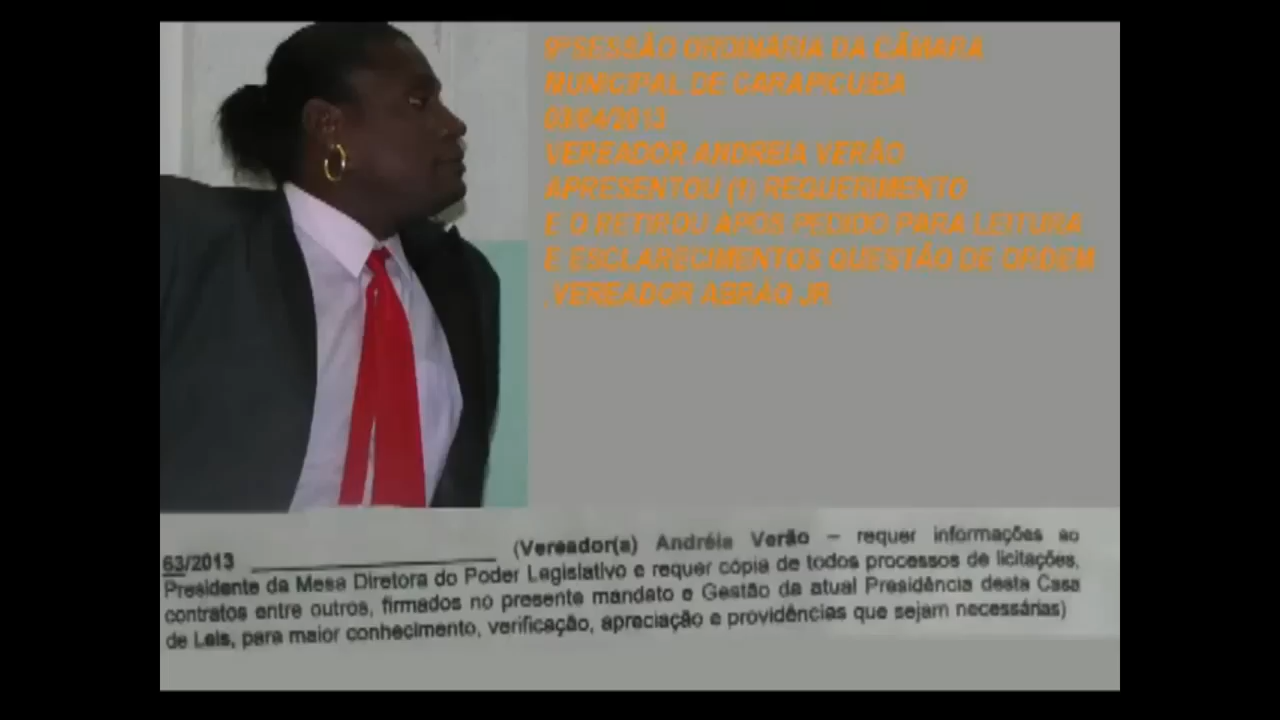 9ªSESSÃO ORDINÁRIA DA CÂMARA
MUNICIPAL DE CARAPICUIBA
03/04/2013
VEREADOR ANDREIA VERÃO
APRESENTOU (1) REQUERIMENTO
E O RETIROU APÓS PEDIDO PARA LEITURA
E ESCLARECIMENTOS QUESTÃO DE ORDEM
.VEREADOR ABRÃO JR
63/2013 ____________________ (Vereador(a) Andréia Verão – requer informações ao
Presidente da Mesa Diretora do Poder Legislativo e requer cópia de todos processos de licitações,
contratos entre outros, firmados no presente mandato e Gestão da atual Presidência desta Casa
de Leis, para maior conhecimento, verificação, apreciação e providências que sejam necessárias)